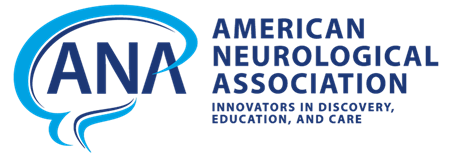 ANA
AMERICAN
NEUROLOGICAL
ASSOCIATION
INNOVATORS IN DISCOVERY,
EDUCATION, AND CARE